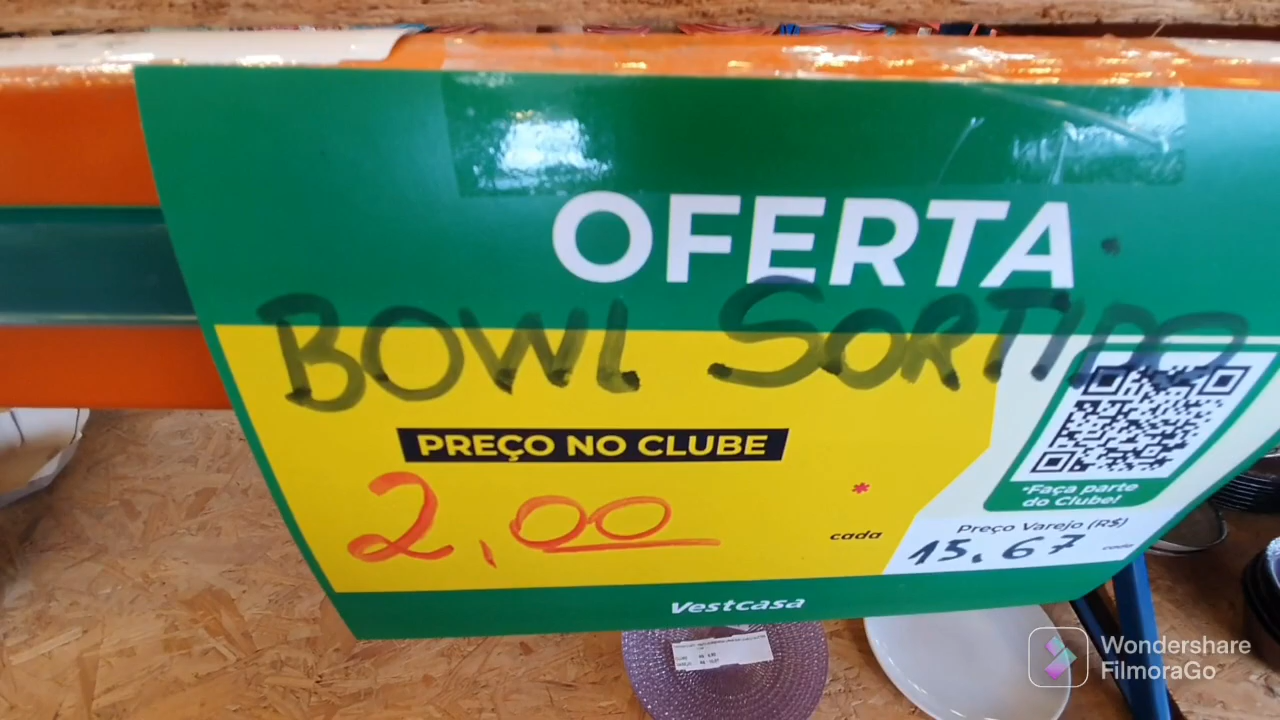 OFERTA
BOWL SORTIDO
PREÇO NO CLUBE
2,00
*
cada
*Faça parte
do Clube!
Preço Varejo (R$)
15,67 cada
Vestcasa
Wondershare
FilmoraGo